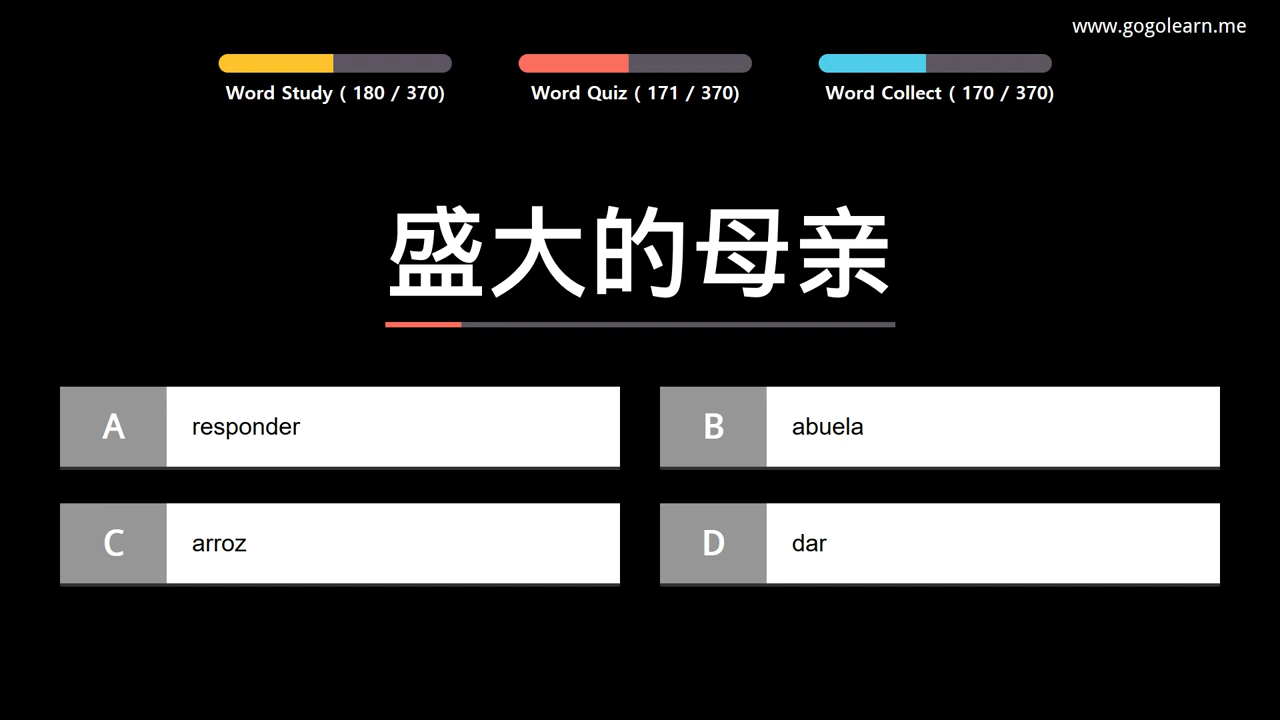 www.gogolearn.me
Word Study ( 180 / 370)
Word Quiz ( 171 / 370)
Word Collect ( 170 / 370)
盛大的母亲
A responder
B abuela
C arroz
D dar